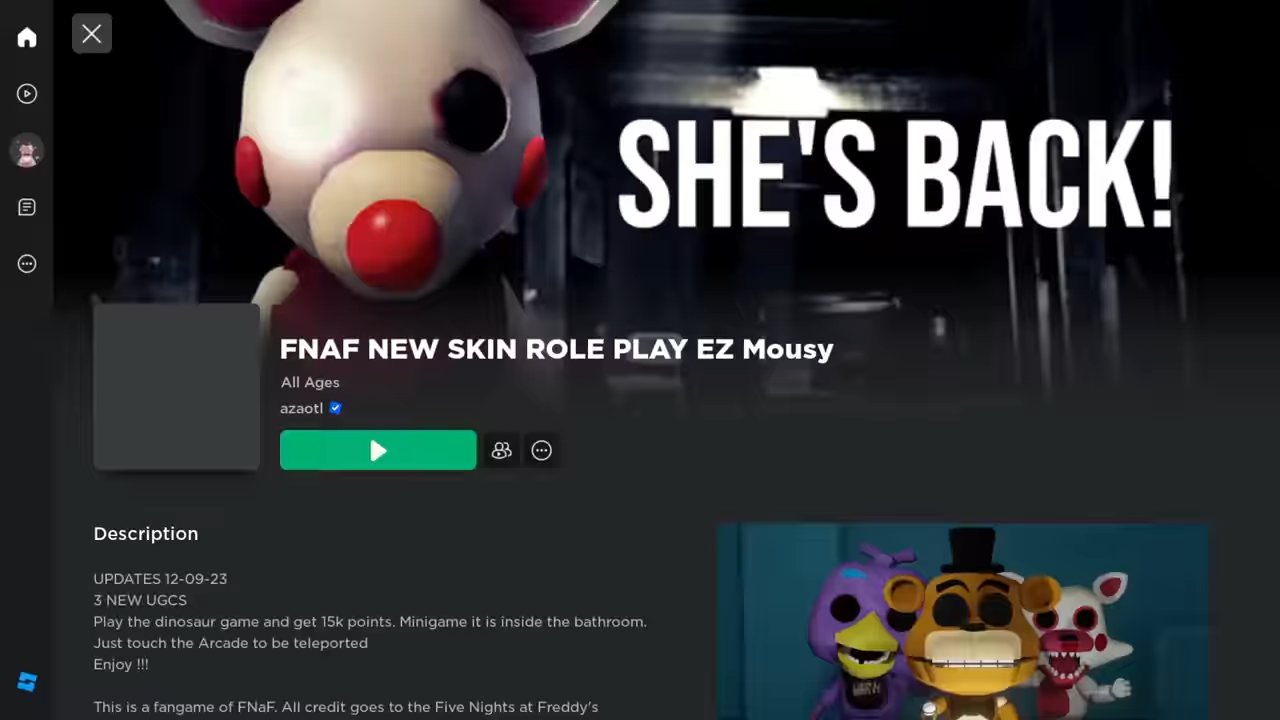 SHE'S BACK!
FNAF NEW SKIN ROLE PLAY EZ Mousy
All Ages
azaotl
Description
UPDATES 12-09-23
3 NEW UGCS
Play the dinosaur game and get 15k points. Minigame it is inside the bathroom.
Just touch the Arcade to be teleported
Enjoy !!!
This is a fangame of FNaF. All credit goes to the Five Nights at Freddy's